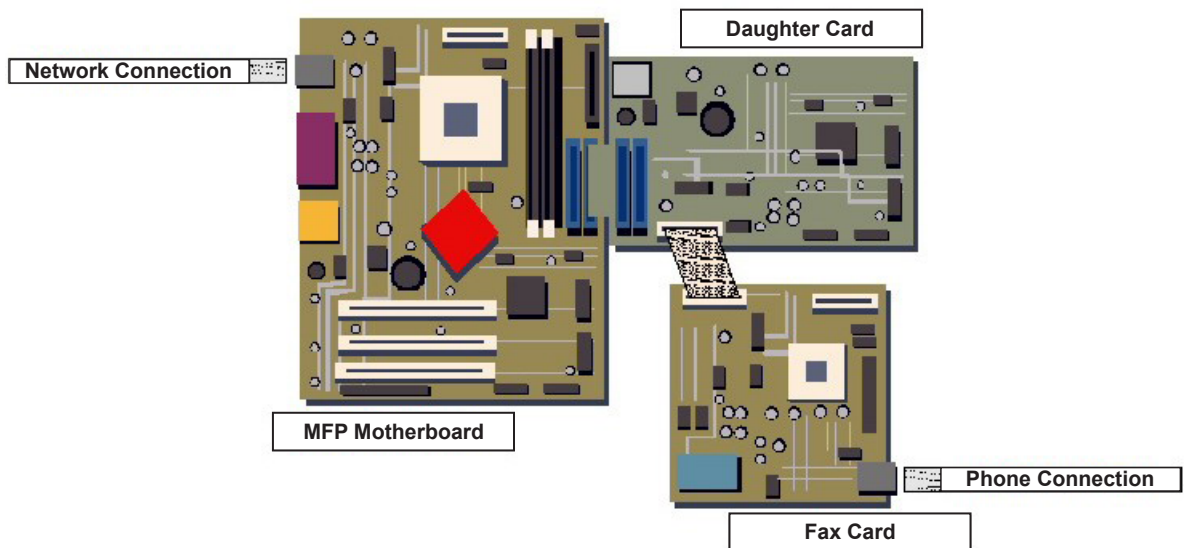 Daughter Card
Network Connection
MFP Motherboard
Phone Connection
Fax Card